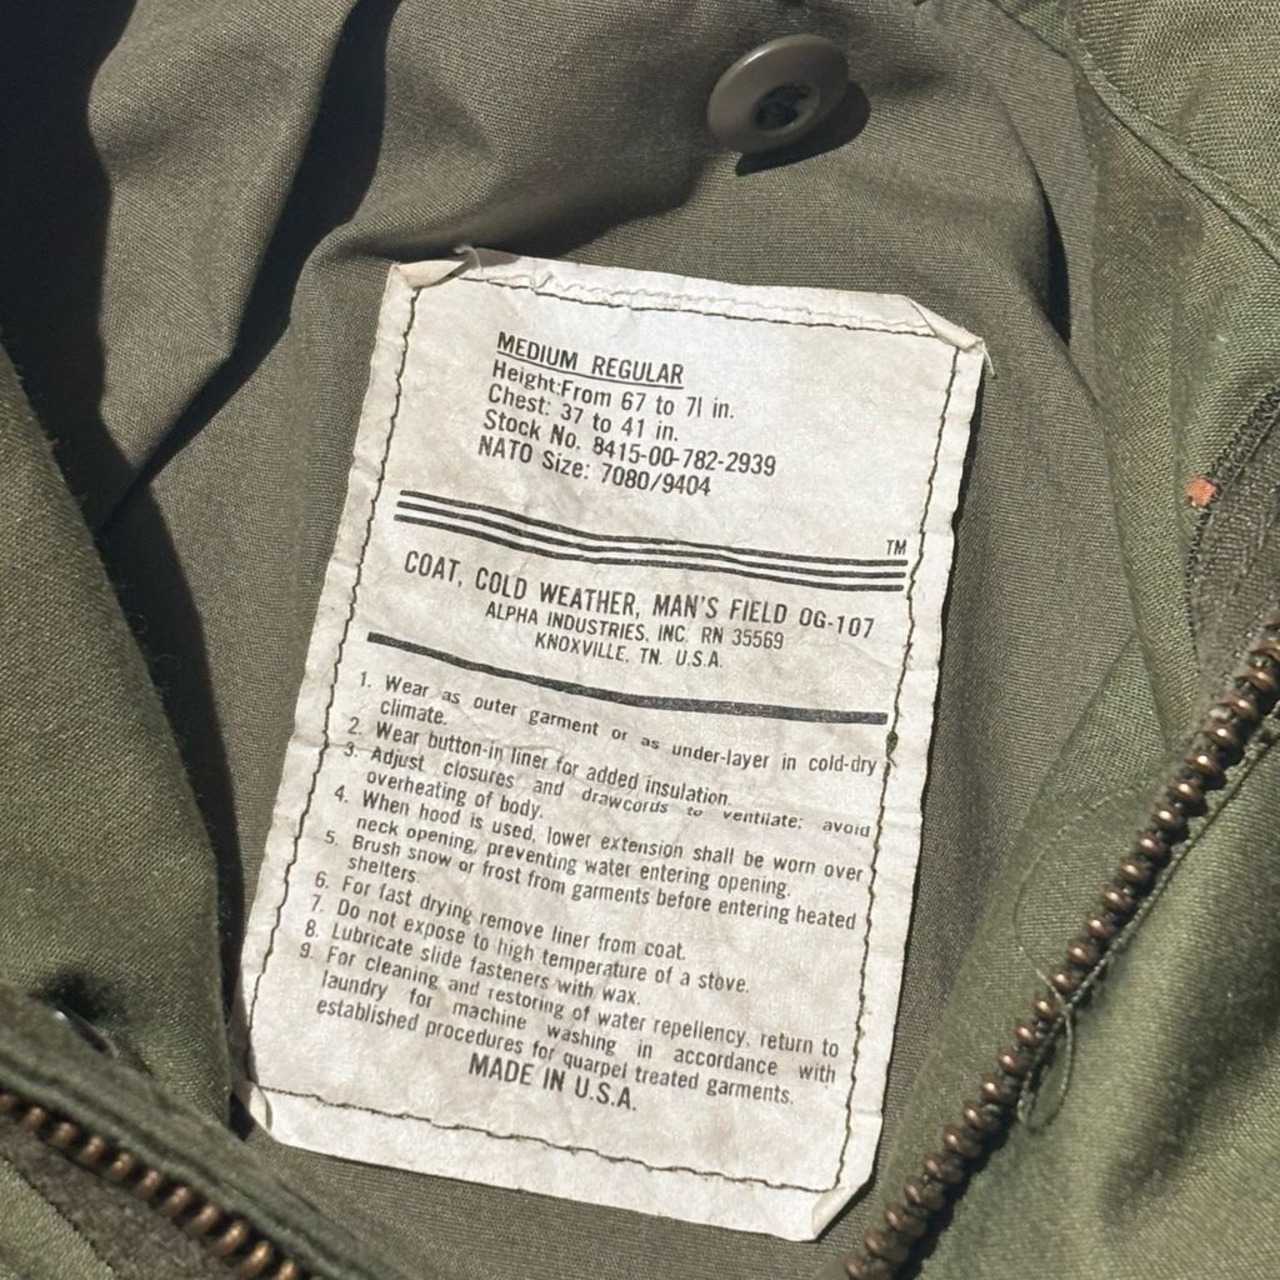 MEDIUM REGULAR
Height:From 67 to 71 in.
Chest: 37 to 41 in.
Stock No. 8415-00-782-2939
NATO Size: 7080/9404
TM
COAT, COLD WEATHER, MAN'S FIELD OG-107
ALPHA INDUSTRIES, INC. RN 35569
KNOXVILLE, TN. U.S.A.
1. Wear as outer garment or as under-layer in cold-dry
climate.
2. Wear button-in liner for added insulation.
3. Adjust closures and drawcords to ventilate; avoid
overheating of body.
4. When hood is used, lower extension shall be worn over
neck opening, preventing water entering opening.
5. Brush snow or frost from garments before entering heated
shelters
6. For fast drying remove liner from coat.
7. Do not expose to high temperature of a stove.
8. Lubricate slide fasteners with wax.
9. For cleaning and restoring of water repellency, return to
laundry for machine washing in accordance with
established procedures for quarpel treated garments.
MADE IN U.S.A.